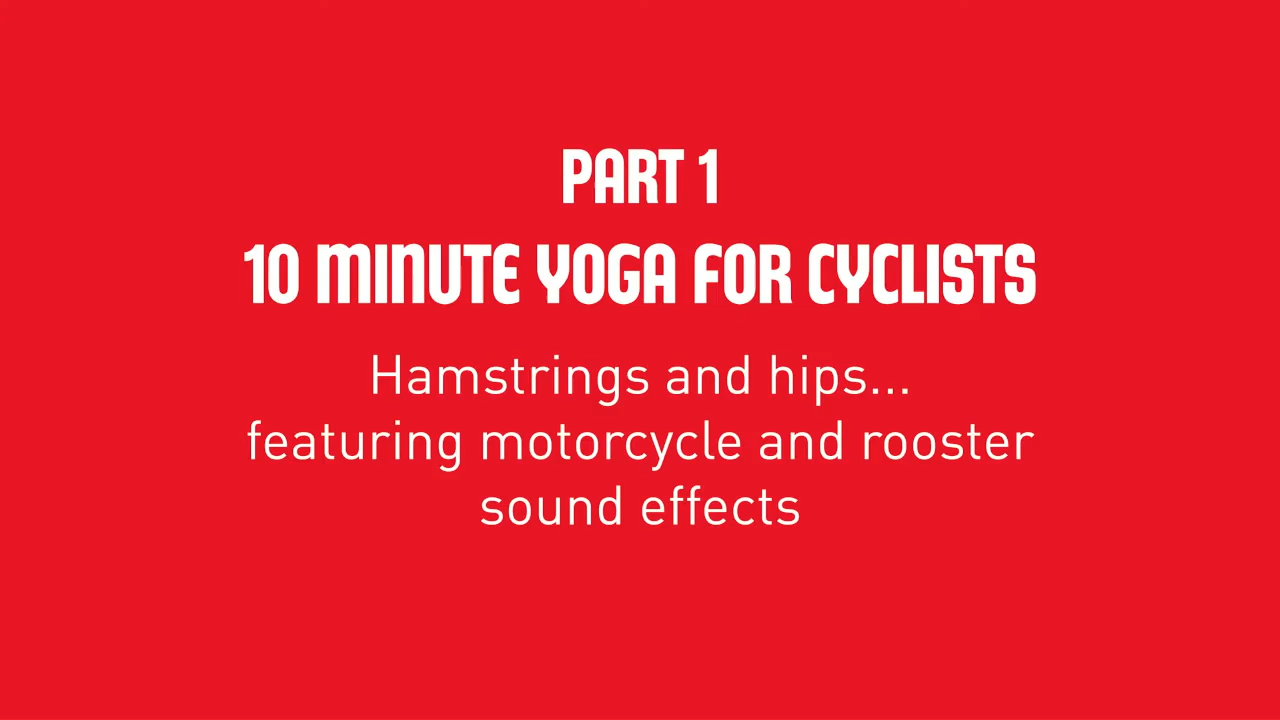 PART 1
10 MINUTE YOGA FOR CYCLISTS
Hamstrings and hips...
featuring motorcycle and rooster
sound effects